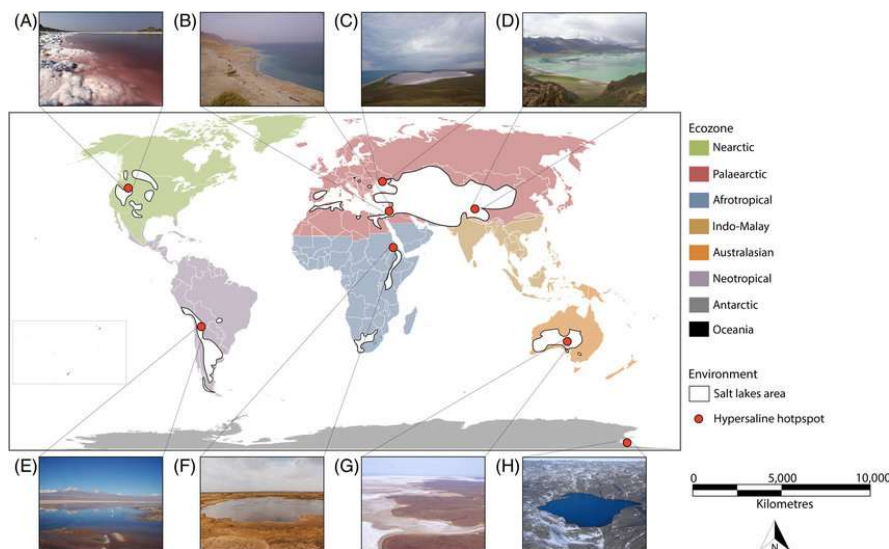 (A)
(B)
(C)
(D)
Ecozone
Nearctic
Palaearctic
Afrotropical
Indo-Malay
Australasian
Neotropical
Antarctic
Oceania
Environment
Salt lakes area
Hypersaline hotpspot
(E)
(F)
(G)
(H)
0 5,000 10,000
Kilometres
N